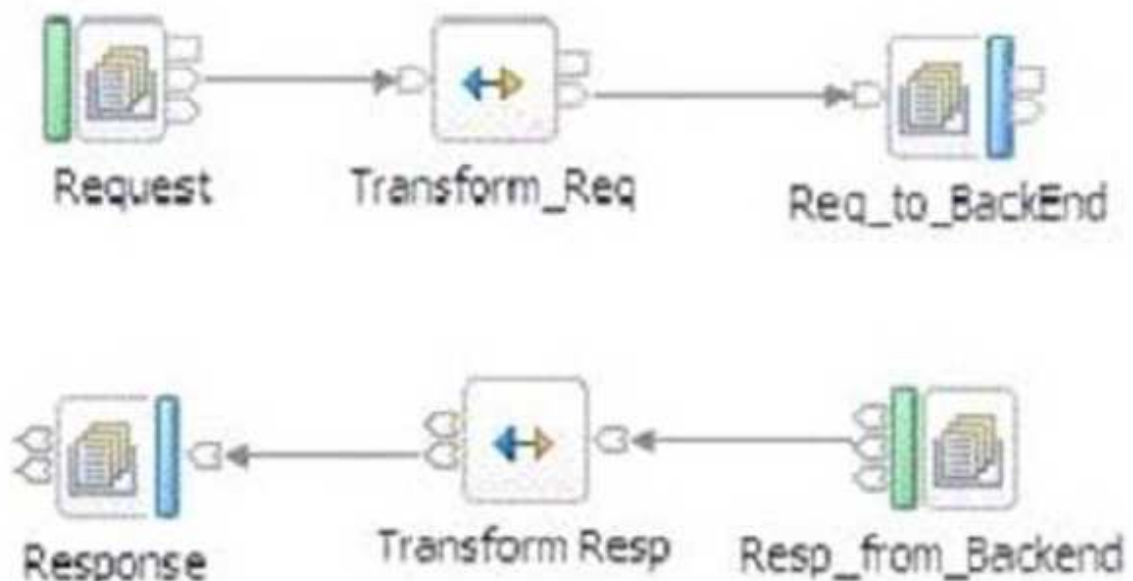 Request
Transform_Req
Req_to_BackEnd
Response
Transform Resp
Resp_from_Backend